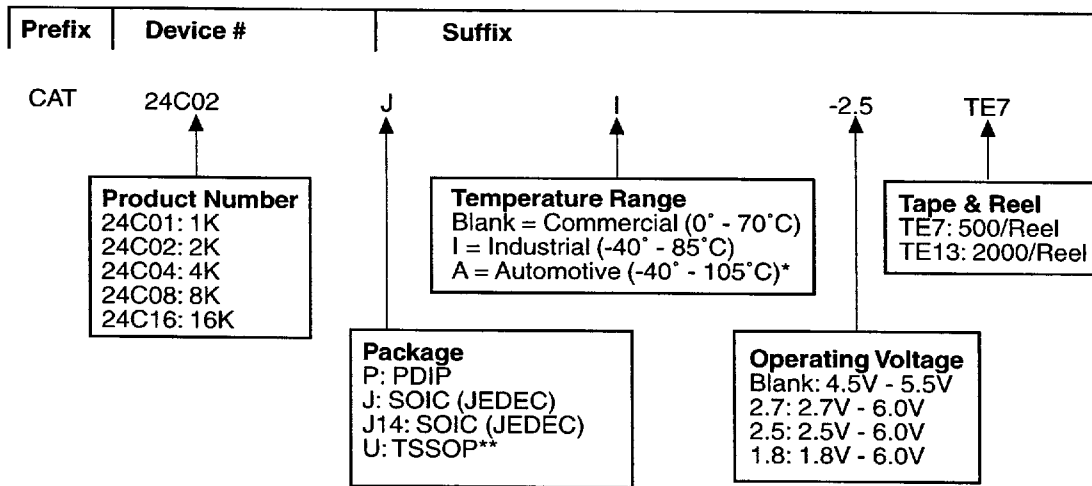 Prefix Device # Suffix
CAT 24C02 J I -2.5 TE7
Product Number
24C01: 1K
24C02: 2K
24C04: 4K
24C08: 8K
24C16: 16K
Temperature Range
Blank = Commercial (0˚ - 70˚C)
I = Industrial (-40˚ - 85˚C)
A = Automotive (-40˚ - 105˚C)*
Tape & Reel
TE7: 500/Reel
TE13: 2000/Reel
Package
P: PDIP
J: SOIC (JEDEC)
J14: SOIC (JEDEC)
U: TSSOP**
Operating Voltage
Blank: 4.5V - 5.5V
2.7: 2.7V - 6.0V
2.5: 2.5V - 6.0V
1.8: 1.8V - 6.0V